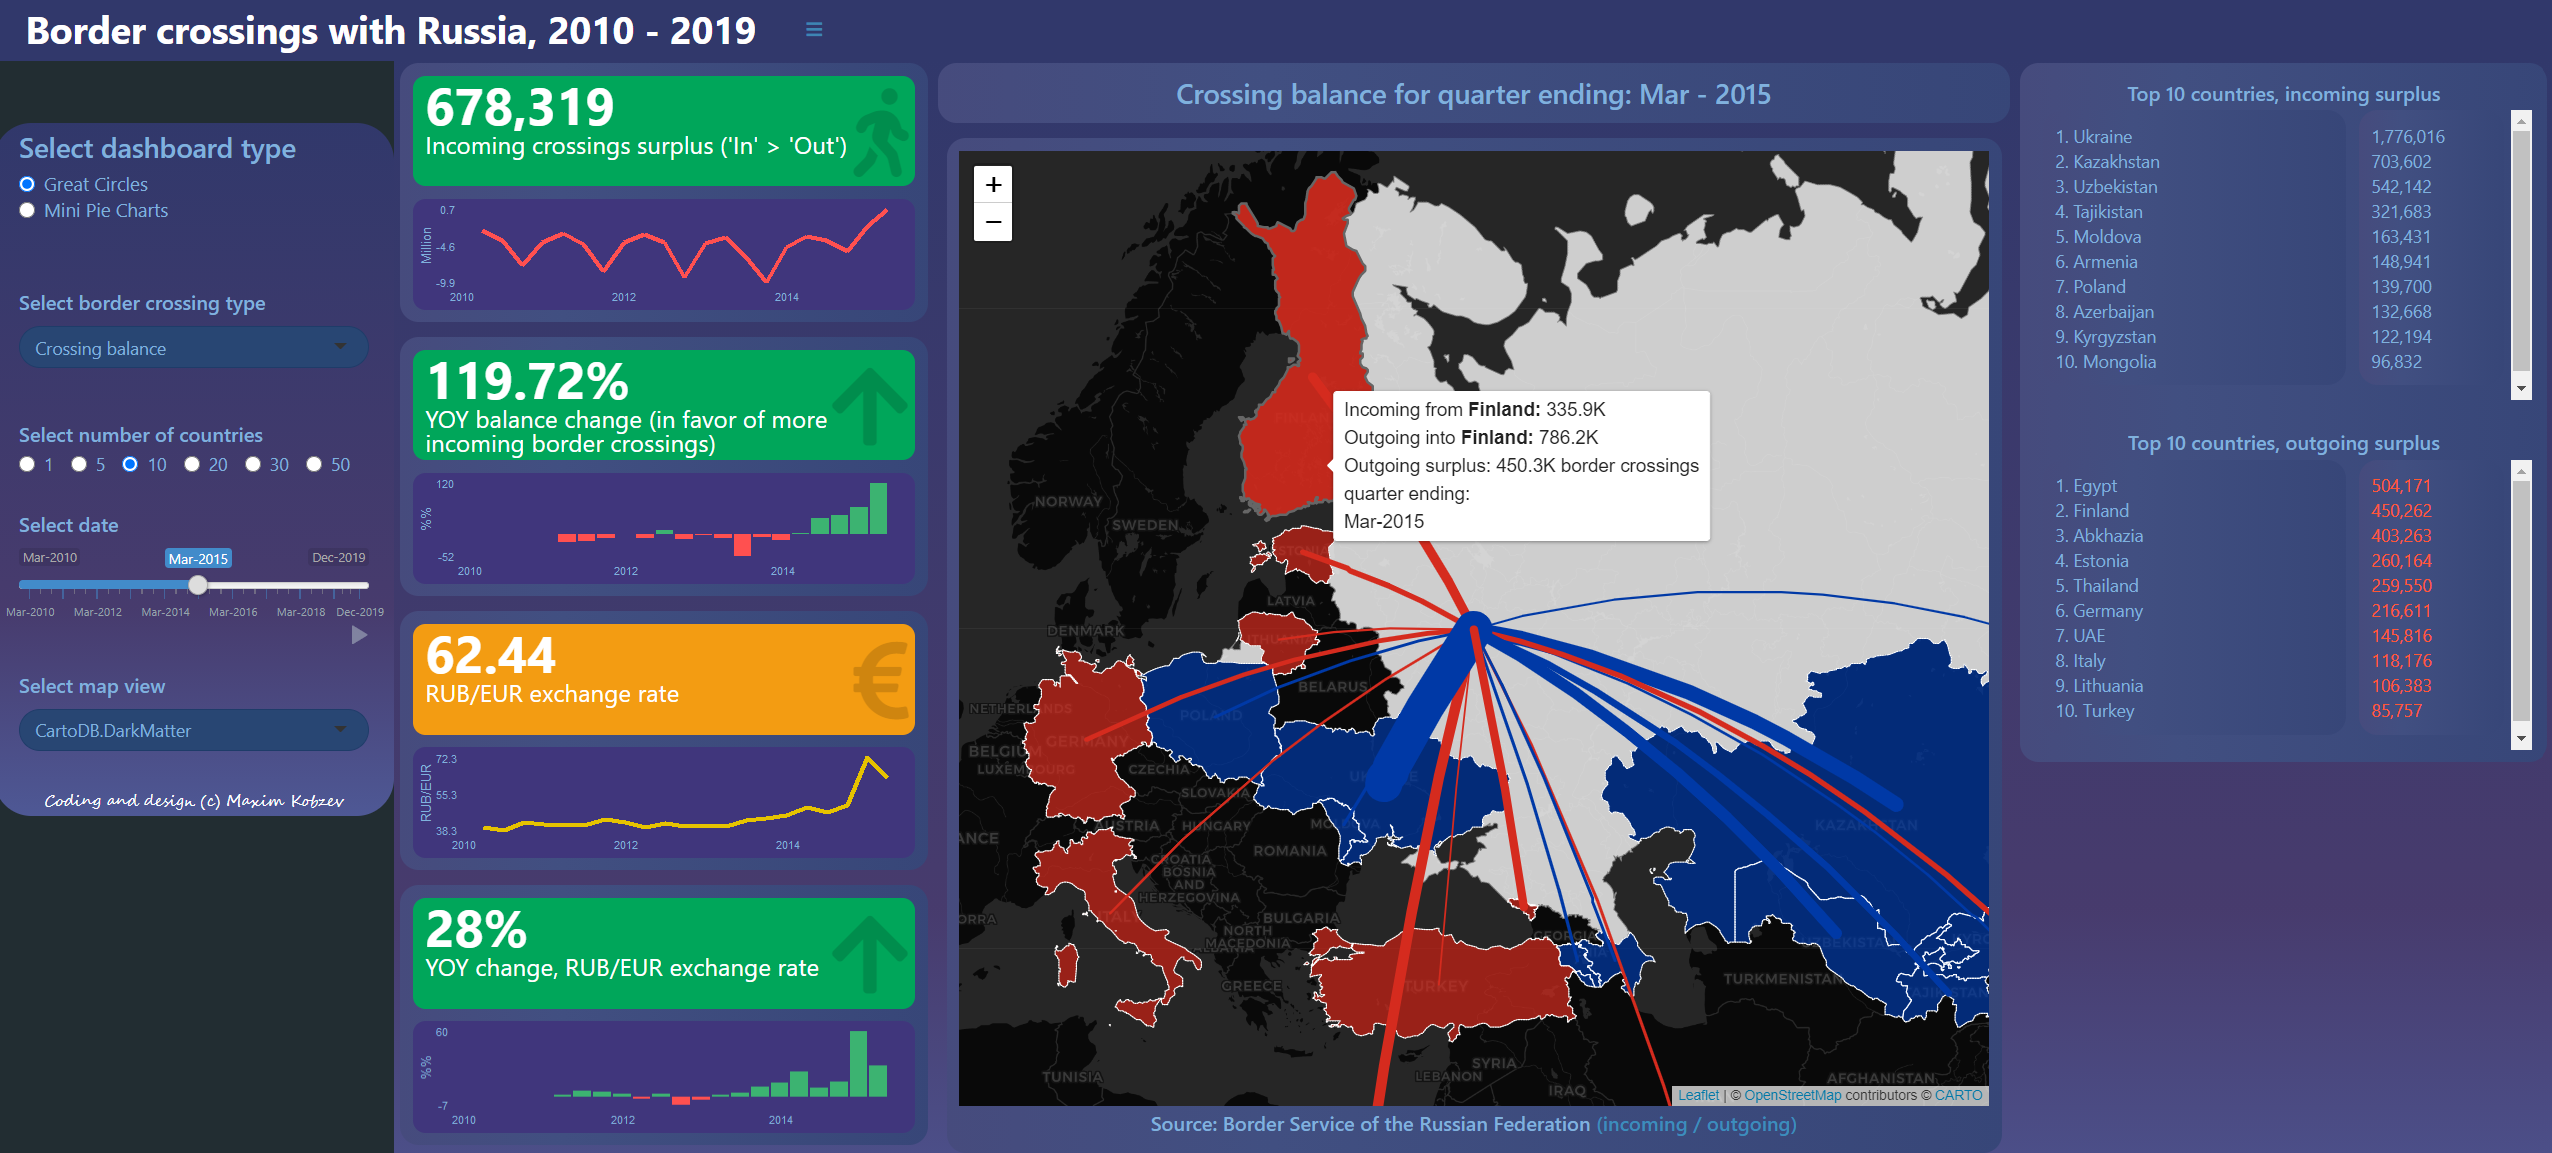 Border crossings with Russia, 2010 - 2019
Select dashboard type
Great Circles
Mini Pie Charts
Select border crossing type
Crossing balance
Select number of countries
1 5 10 20 30 50
Select date
Mar-2010 Mar-2015 Dec-2019
Mar-2010 Mar-2012 Mar-2014 Mar-2016 Mar-2018 Dec-2019
Select map view
CartoDB.DarkMatter
Coding and design (c) Maxim Kobzev
678,319
Incoming crossings surplus ('In' > 'Out')
Million
0.7
-4.6
-9.9
2010 2012 2014
119.72%
YOY balance change (in favor of more
incoming border crossings)
%%
120
-52
2010 2012 2014
62.44
RUB/EUR exchange rate
€
RUB/EUR
72.3
55.3
38.3
2010 2012 2014
28%
YOY change, RUB/EUR exchange rate
%%
60
-7
2010 2012 2014
Crossing balance for quarter ending: Mar - 2015
+
−
Incoming from Finland: 335.9K
Outgoing into Finland: 786.2K
Outgoing surplus: 450.3K border crossings
quarter ending:
Mar-2015
NORWAY
SWEDEN
ESTONIA
LATVIA
LITHUANIA
DENMARK
BELARUS
NETHERLANDS
POLAND
GERMANY
BELGIUM
LUXEMBOURG
CZECHIA
UKRAINE
SLOVAKIA
AUSTRIA
HUNGARY
MOLDOVA
KAZAKHSTAN
ROMANIA
CROATIA
BOSNIA
AND
HERZEGOVINA
ITALY
BULGARIA
NORTH
MACEDONIA
GEORGIA
UZBEKISTAN
GREECE
TURKEY
TURKMENISTAN
TAJIKISTAN
SYRIA
LEBANON
IRAQ
TUNISIA
AFGHANISTAN
Leaflet | © OpenStreetMap contributors © CARTO
Source: Border Service of the Russian Federation (incoming / outgoing)
Top 10 countries, incoming surplus
1. Ukraine 1,776,016
2. Kazakhstan 703,602
3. Uzbekistan 542,142
4. Tajikistan 321,683
5. Moldova 163,431
6. Armenia 148,941
7. Poland 139,700
8. Azerbaijan 132,668
9. Kyrgyzstan 122,194
10. Mongolia 96,832
Top 10 countries, outgoing surplus
1. Egypt 504,171
2. Finland 450,262
3. Abkhazia 403,263
4. Estonia 260,164
5. Thailand 259,550
6. Germany 216,611
7. UAE 145,816
8. Italy 118,176
9. Lithuania 106,383
10. Turkey 85,757